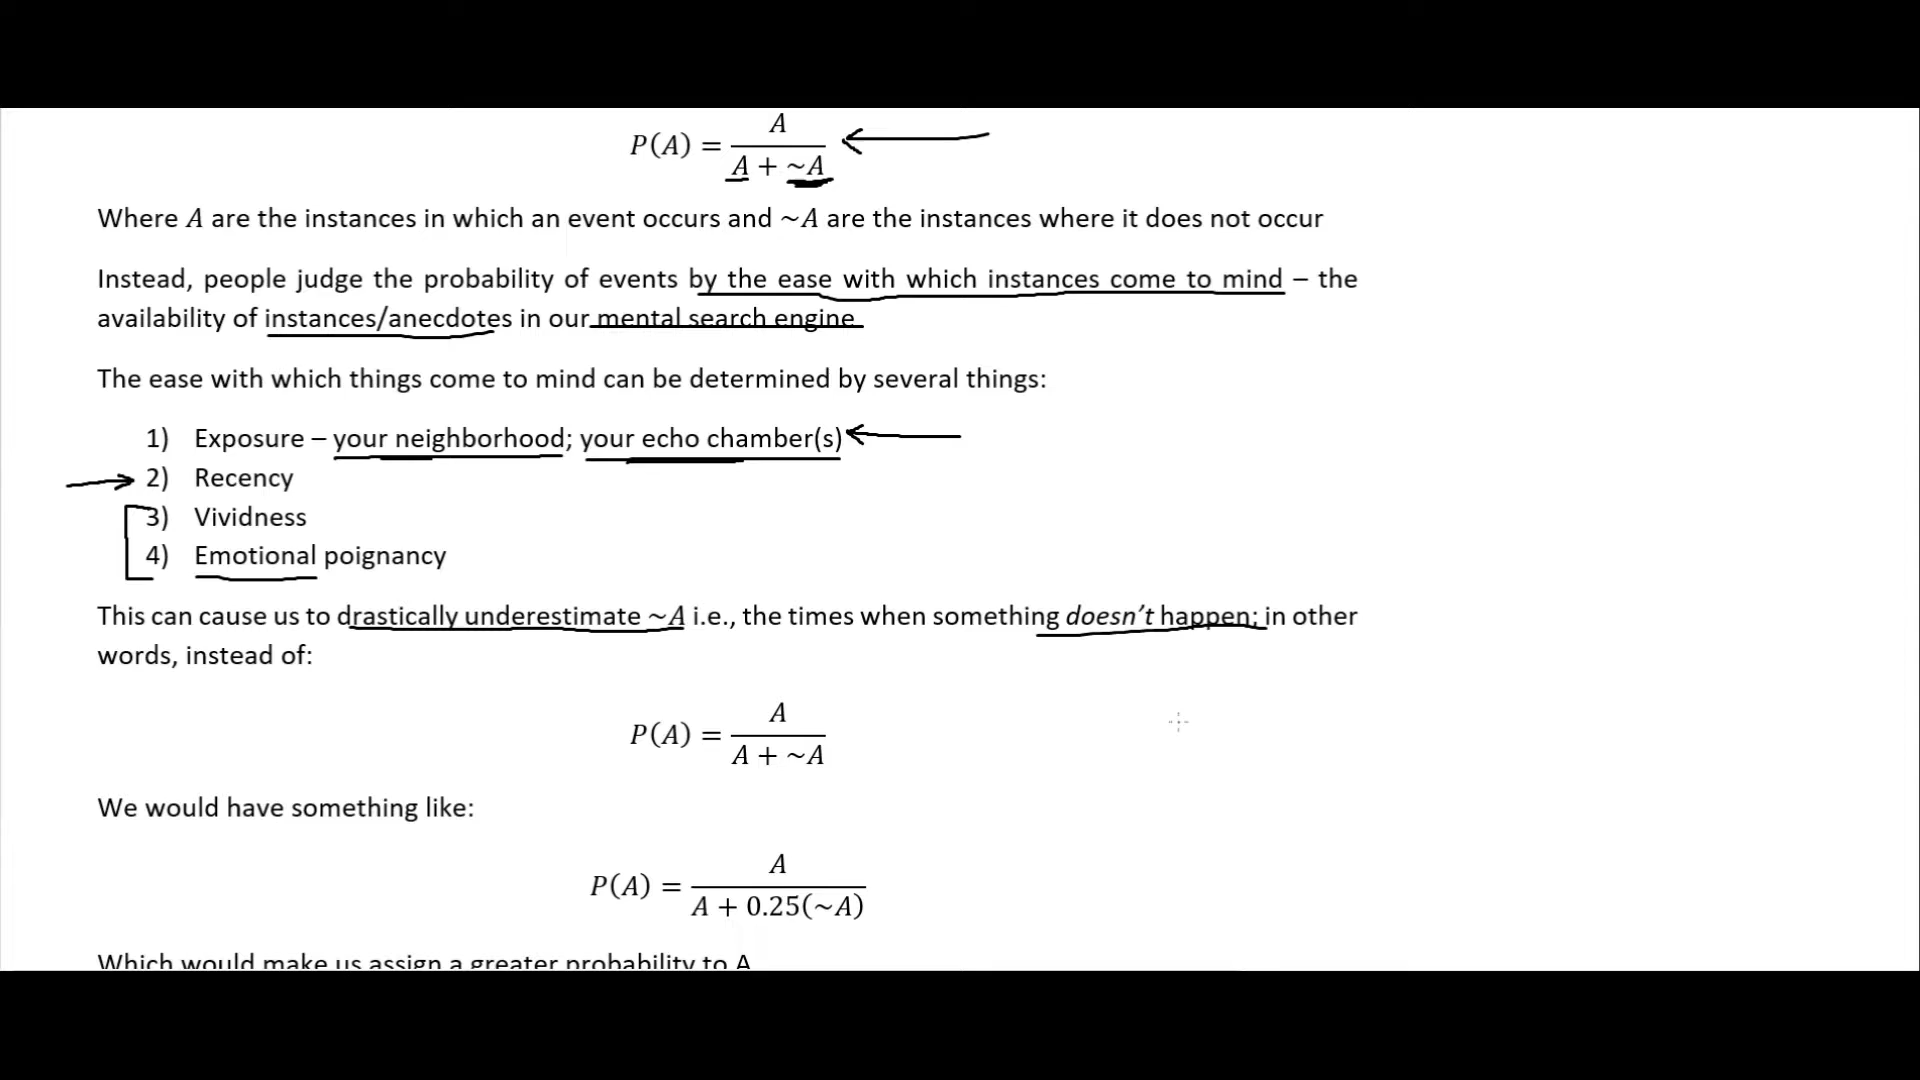 P(A) = A / (A + ~A)
Where A are the instances in which an event occurs and ~A are the instances where it does not occur
Instead, people judge the probability of events by the ease with which instances come to mind – the
availability of instances/anecdotes in our mental search engine
The ease with which things come to mind can be determined by several things:
1) Exposure – your neighborhood; your echo chamber(s)
2) Recency
3) Vividness
4) Emotional poignancy
This can cause us to drastically underestimate ~A i.e., the times when something doesn’t happen; in other
words, instead of:
P(A) = A / (A + ~A)
We would have something like:
P(A) = A / (A + 0.25(~A))
Which would make us assign a greater probability to A